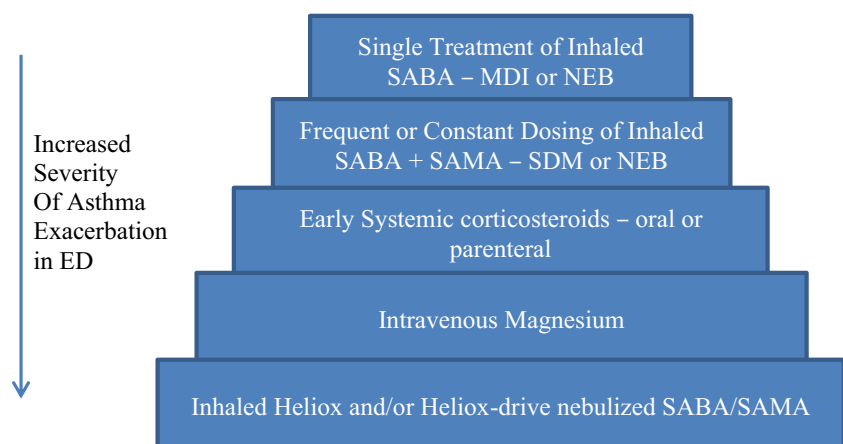 Single Treatment of Inhaled
SABA – MDI or NEB
Frequent or Constant Dosing of Inhaled
SABA + SAMA – SDM or NEB
Increased
Severity
Of Asthma
Exacerbation
in ED
Early Systemic corticosteroids – oral or
parenteral
Intravenous Magnesium
Inhaled Heliox and/or Heliox-drive nebulized SABA/SAMA